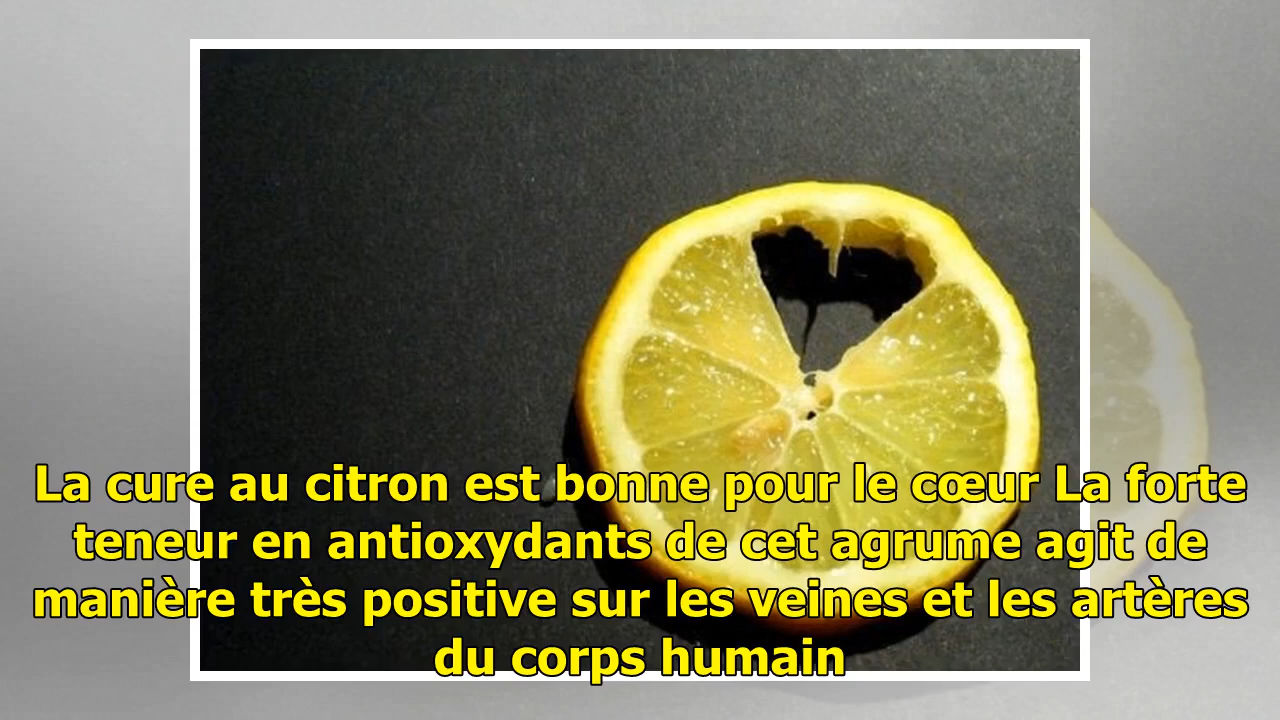 La cure au citron est bonne pour le cœur La forte
teneur en antioxydants de cet agrume agit de
manière très positive sur les veines et les artères
du corps humain